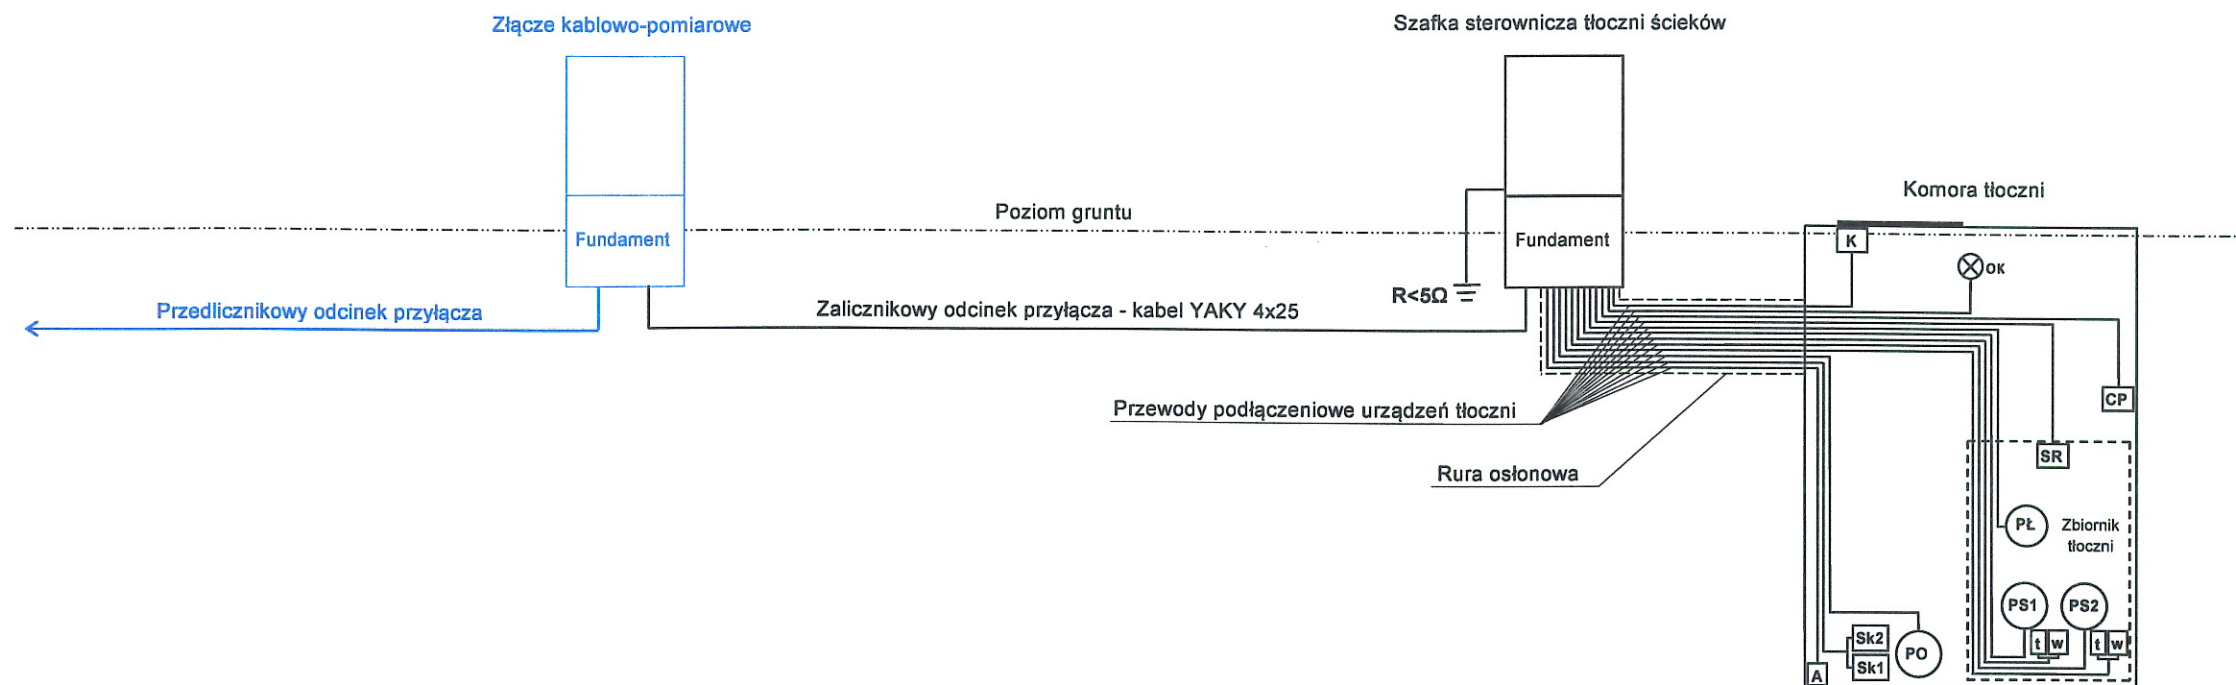 Złącze kablowo-pomiarowe
Szafka sterownicza tłoczni ścieków
Komora tłoczni
Poziom gruntu
Fundament
Fundament
K
OK
R<5Ω
Przedlicznikowy odcinek przyłącza
Zalicznikowy odcinek przyłącza - kabel YAKY 4x25
CP
Przewody podłączeniowe urządzeń tłoczni
SR
Rura osłonowa
PŁ
Zbiornik
tłoczni
PS1
PS2
t w
t w
Sk2
Sk1
PO
A